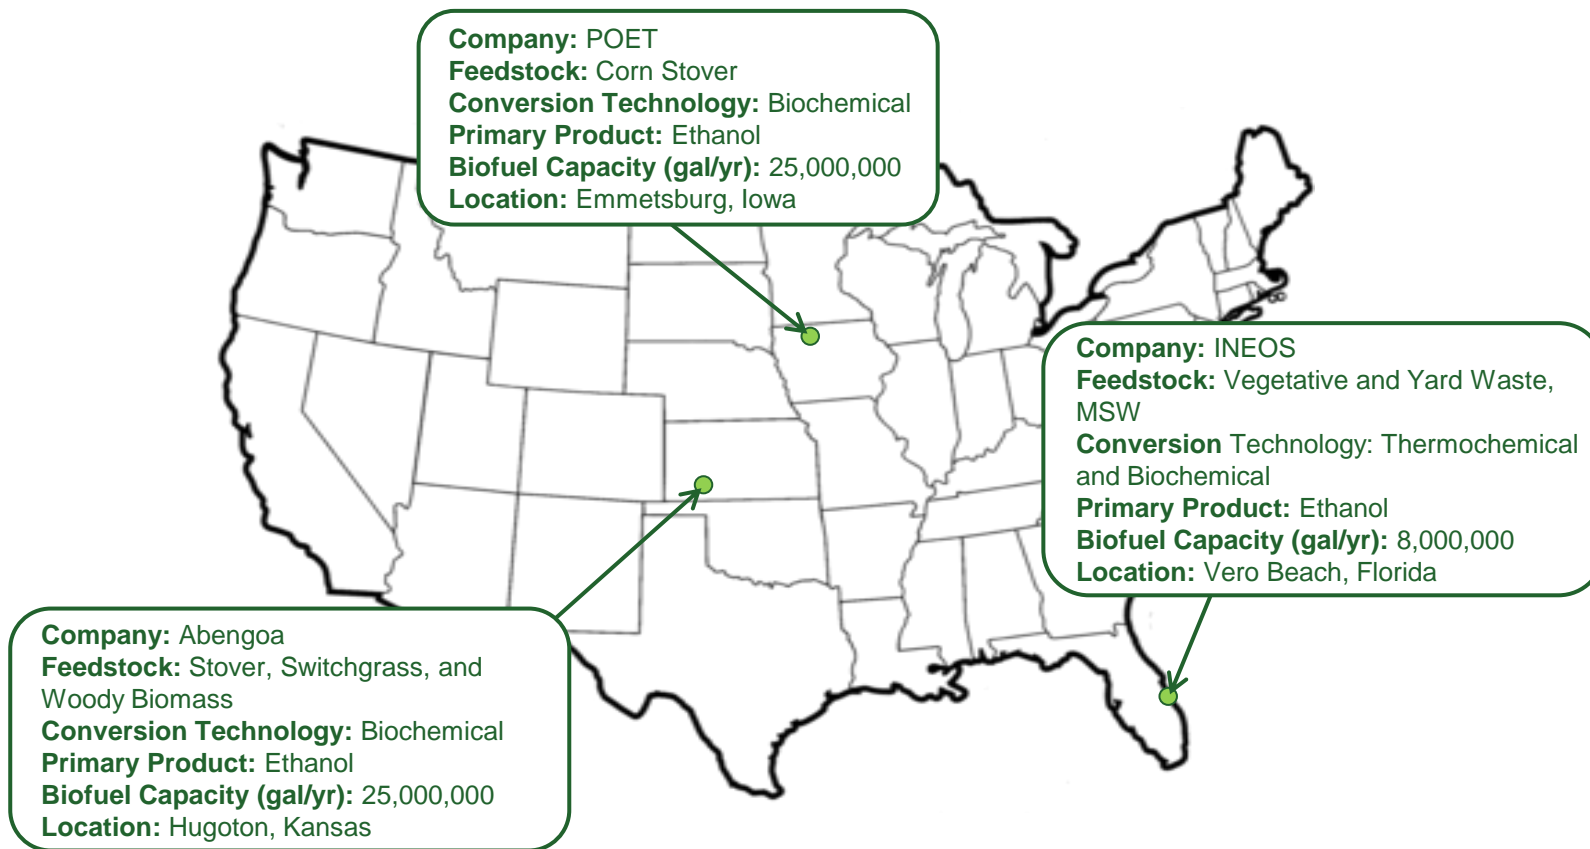 Company: POET
Feedstock: Corn Stover
Conversion Technology: Biochemical
Primary Product: Ethanol
Biofuel Capacity (gal/yr): 25,000,000
Location: Emmetsburg, Iowa
Company: INEOS
Feedstock: Vegetative and Yard Waste,
MSW
Conversion Technology: Thermochemical
and Biochemical
Primary Product: Ethanol
Biofuel Capacity (gal/yr): 8,000,000
Location: Vero Beach, Florida
Company: Abengoa
Feedstock: Stover, Switchgrass, and
Woody Biomass
Conversion Technology: Biochemical
Primary Product: Ethanol
Biofuel Capacity (gal/yr): 25,000,000
Location: Hugoton, Kansas